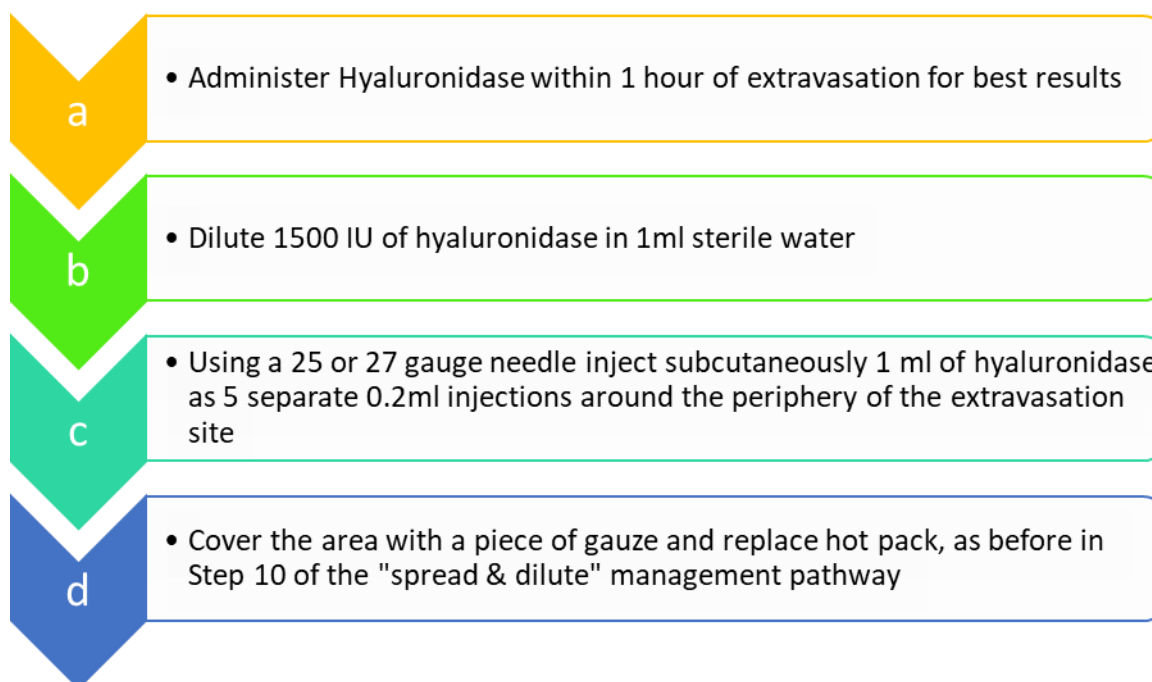 a
• Administer Hyaluronidase within 1 hour of extravasation for best results
b
• Dilute 1500 IU of hyaluronidase in 1ml sterile water
c
• Using a 25 or 27 gauge needle inject subcutaneously 1 ml of hyaluronidase
as 5 separate 0.2ml injections around the periphery of the extravasation
site
d
• Cover the area with a piece of gauze and replace hot pack, as before in
Step 10 of the "spread & dilute" management pathway